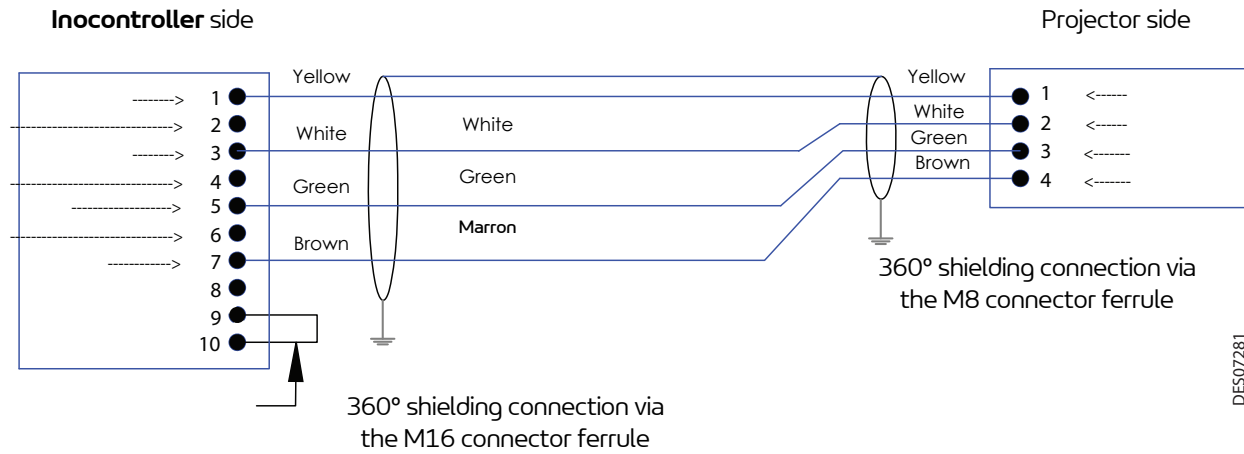 Inocontroller side
Projector side
Yellow
Yellow
1
1
White
2
White
White
2
Green
3
3
Green
Green
Brown
4
4
5
Marron
6
Brown
7
360° shielding connection via
the M8 connector ferrule
8
9
10
360° shielding connection via
the M16 connector ferrule
DES07281